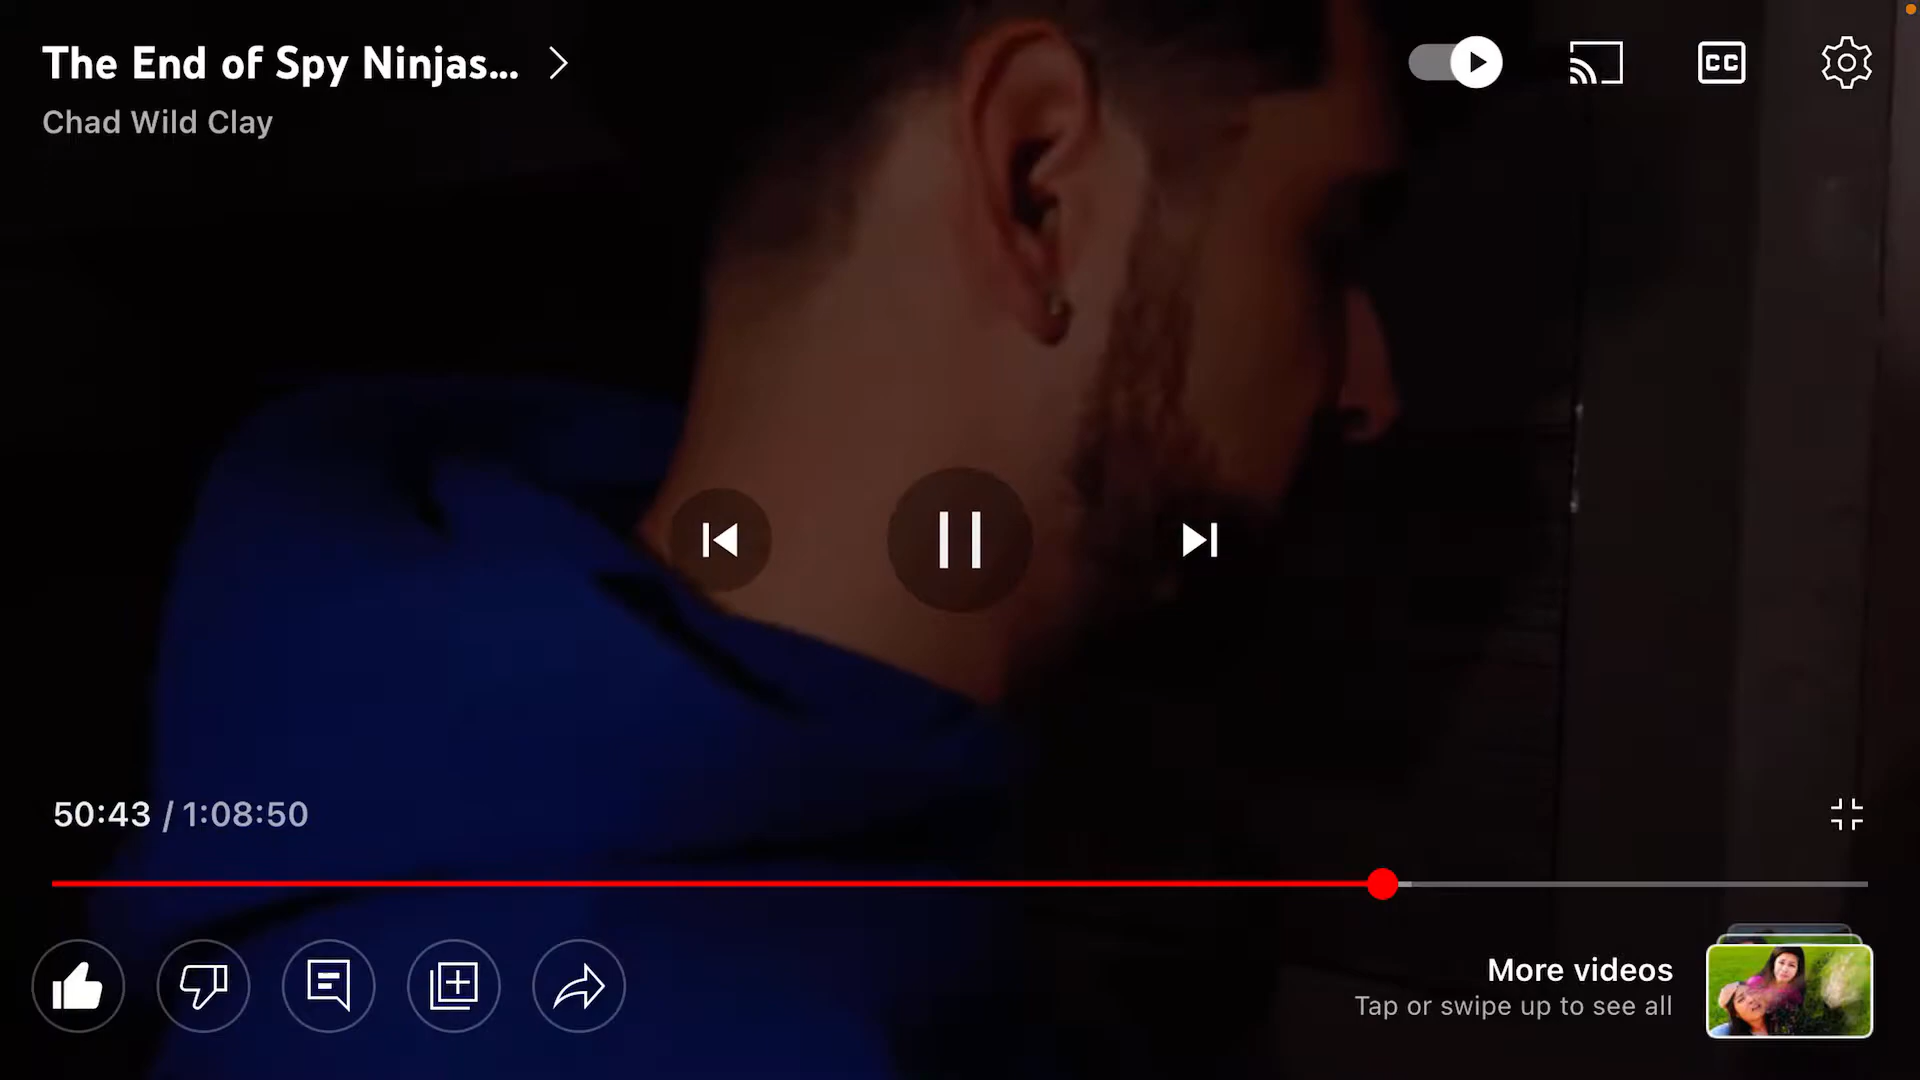 The End of Spy Ninjas...
Chad Wild Clay
CC
50:43 / 1:08:50
More videos
Tap or swipe up to see all